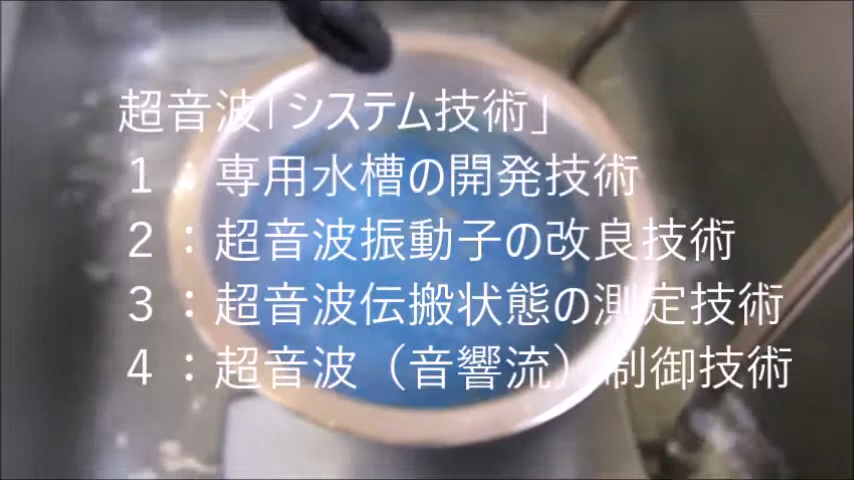 超音波「システム技術」
1：専用水槽の開発技術
2：超音波振動子の改良技術
3：超音波伝搬状態の測定技術
4：超音波（音響流）制御技術